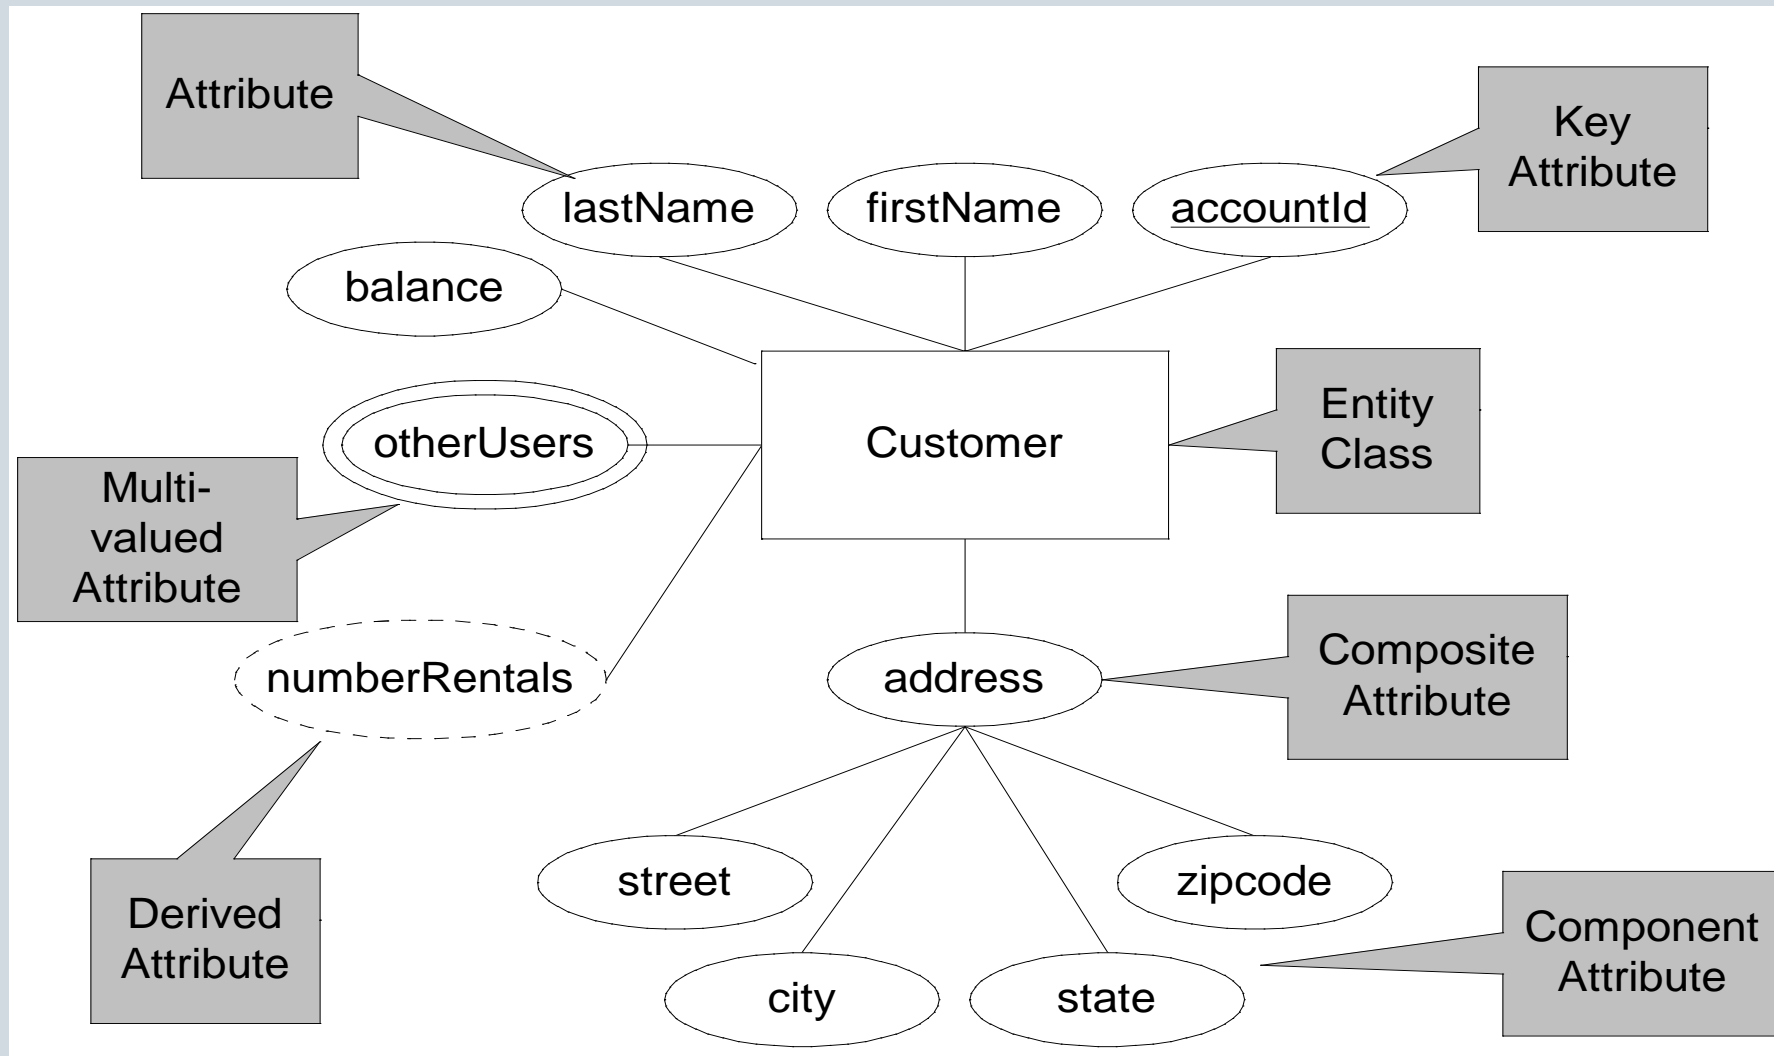 Attribute
Key
Attribute
lastName
firstName
accountId
balance
Entity
Class
otherUsers
Customer
Multi-
valued
Attribute
Composite
Attribute
numberRentals
address
street
zipcode
Derived
Attribute
Component
Attribute
city
state